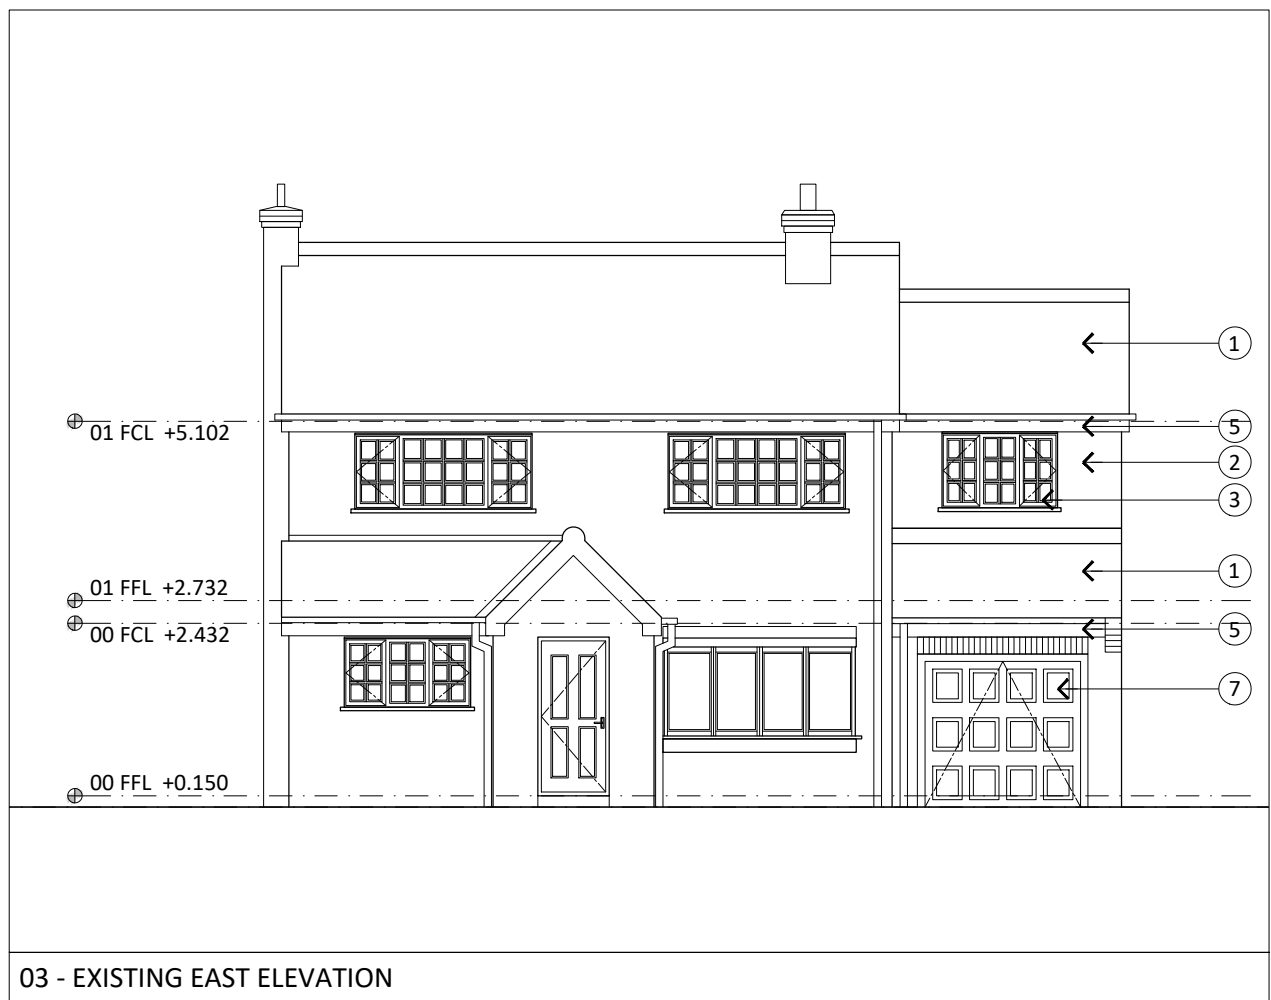 1
01 FCL +5.102
5
2
3
1
01 FFL +2.732
00 FCL +2.432
5
7
00 FFL +0.150
03 - EXISTING EAST ELEVATION